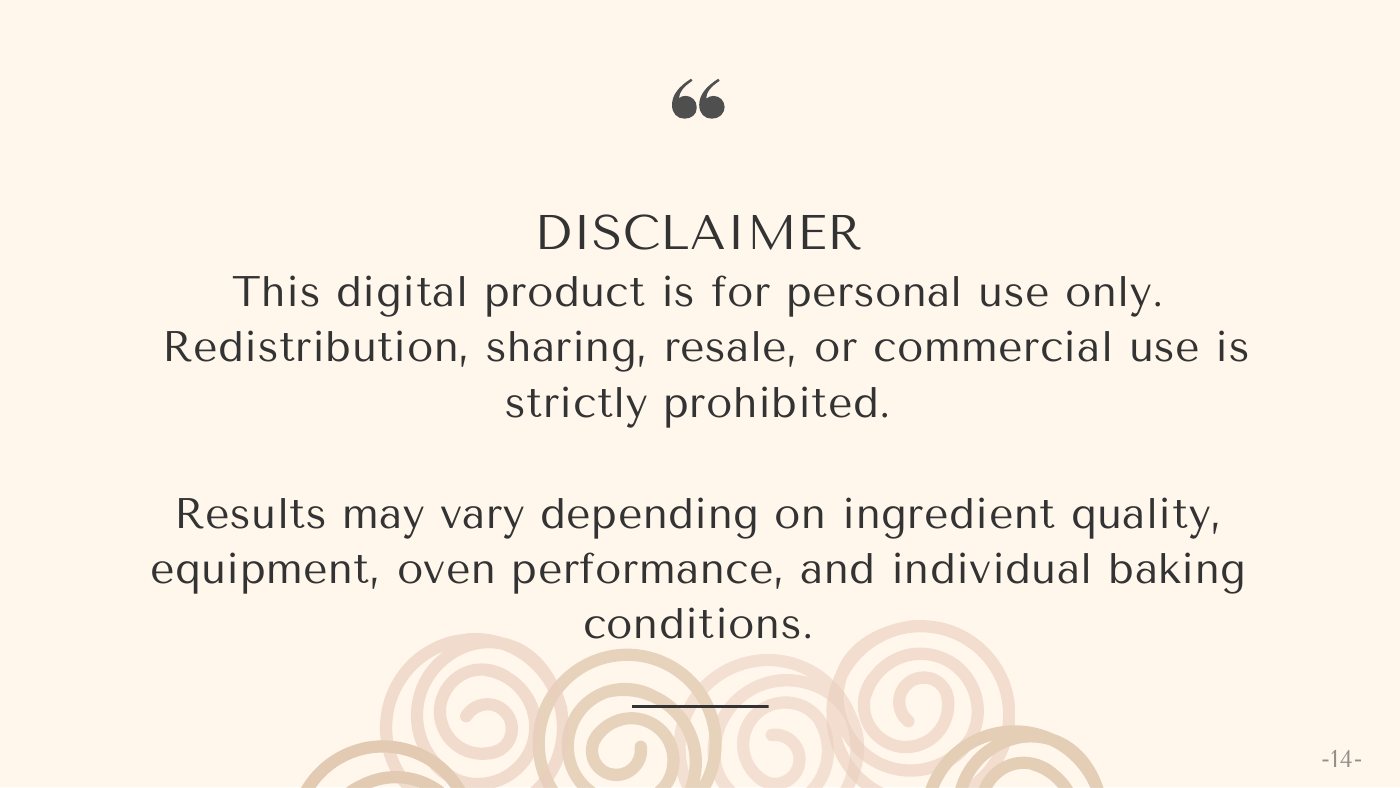 “
DISCLAIMER
This digital product is for personal use only.
Redistribution, sharing, resale, or commercial use is
strictly prohibited.
Results may vary depending on ingredient quality,
equipment, oven performance, and individual baking
conditions.
-14-